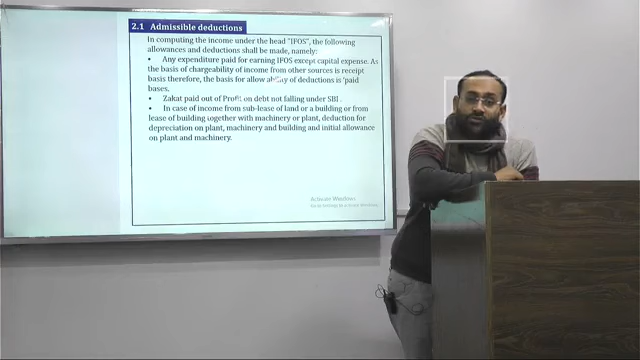 2.1 Admissible deductions
In computing the income under the head "IFOS", the following
allowances and deductions shall be made, namely:
• Any expenditure paid for earning IFOS except capital expense. As
the basis of chargeability of income from other sources is receipt
basis therefore, the basis for allow ability of deductions is 'paid
bases.
• Zakat paid out of Profit on debt not falling under SBI .
• In case of income from sub-lease of land or a building or from
lease of building together with machinery or plant, deduction for
depreciation on plant, machinery and building and initial allowance
on plant and machinery.
Activate Windows
Go to Settings to activate Windows.